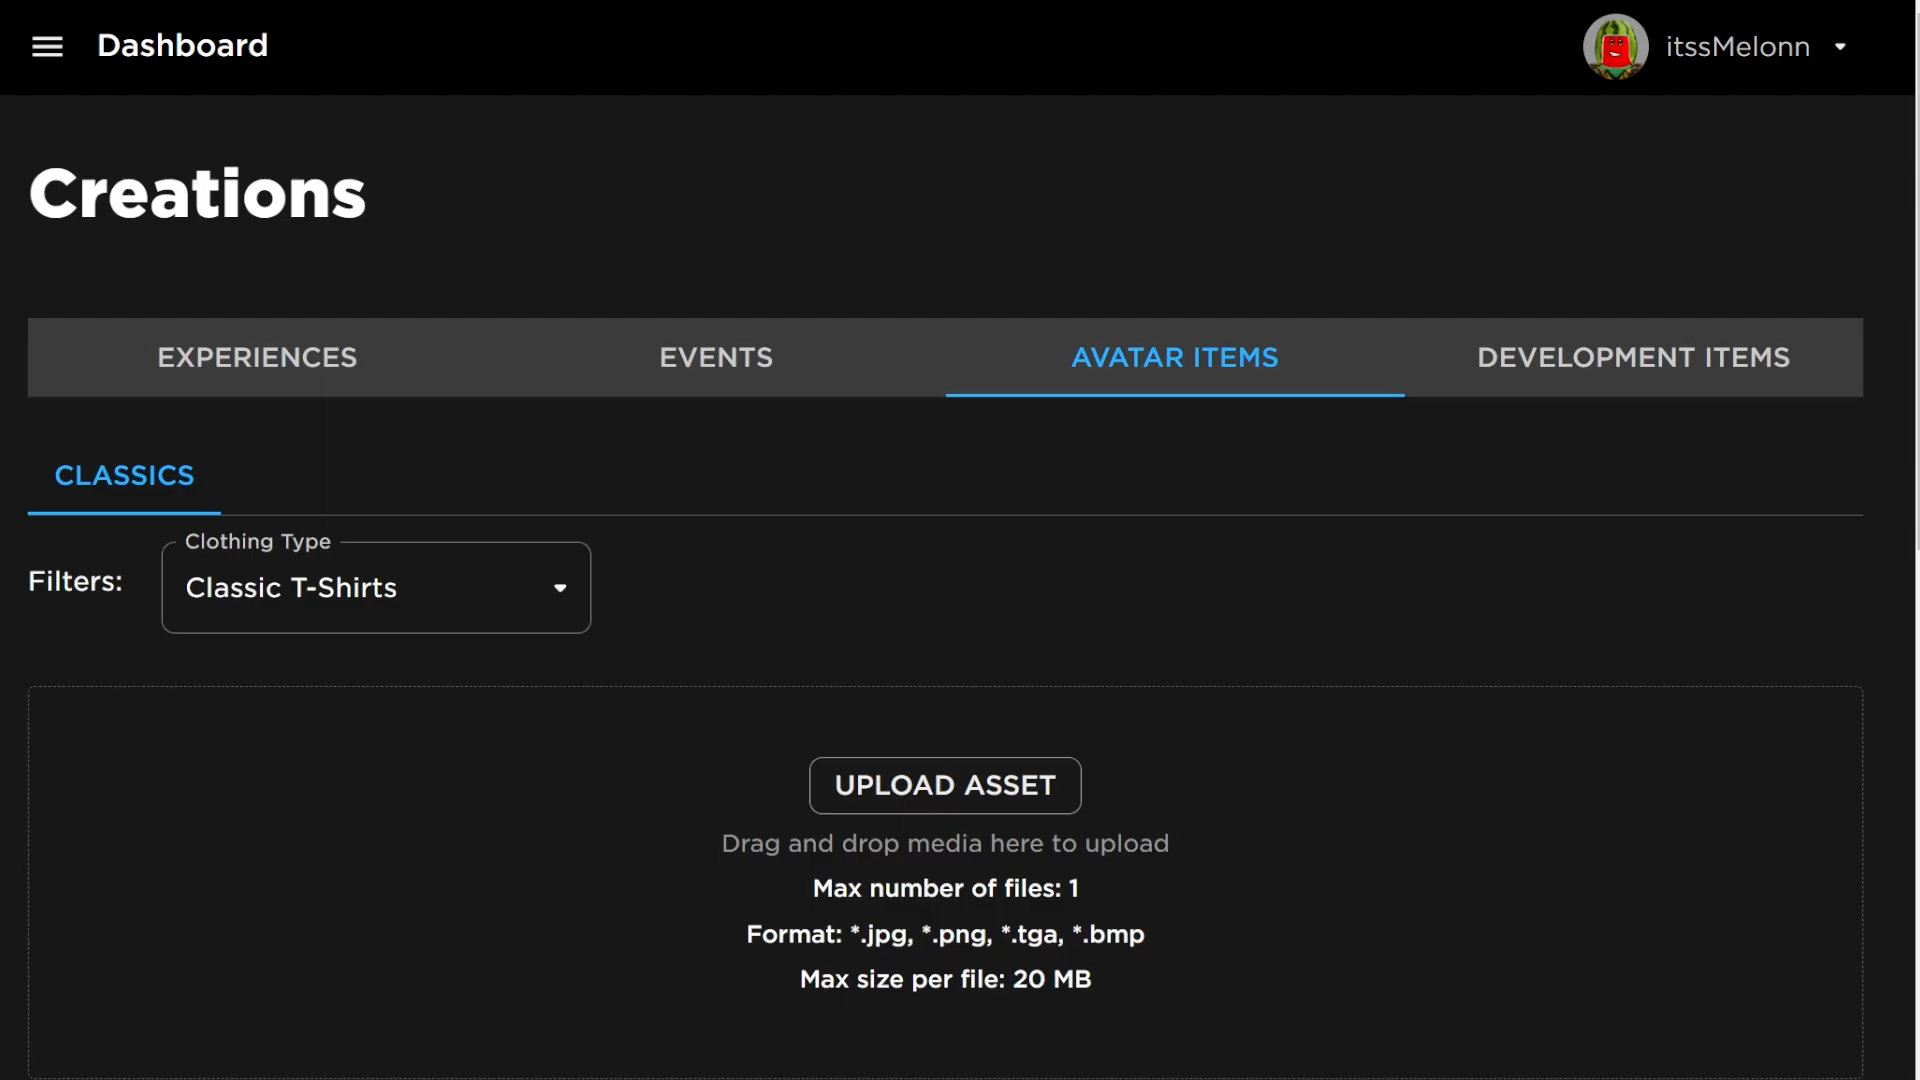 Dashboard
itssMelonn
Creations
EXPERIENCES
EVENTS
AVATAR ITEMS
DEVELOPMENT ITEMS
CLASSICS
Clothing Type
Filters:
Classic T-Shirts
UPLOAD ASSET
Drag and drop media here to upload
Max number of files: 1
Format: *.jpg, *.png, *.tga, *.bmp
Max size per file: 20 MB